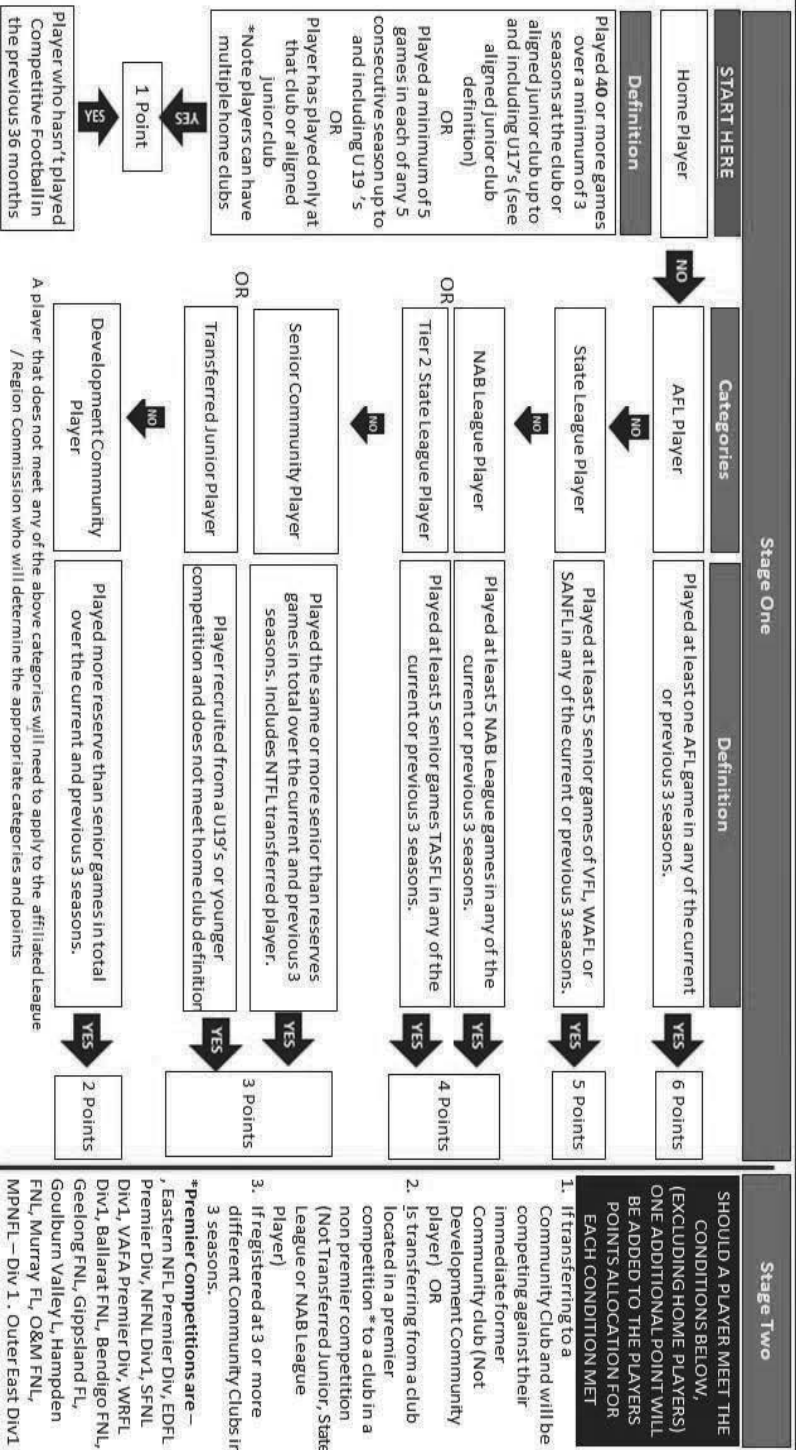 Stage One
START HERE
Home Player
Definition
Played 40 or more games
over a minimum of 3
seasons at the club or
aligned junior club up to
and including U17's (see
aligned junior club
definition)
OR
Played a minimum of 5
games in each of any 5
consecutive season up to
and including U19 's
OR
Player has played only at
that club or aligned
junior club
*Note players can have
multiple home clubs
YES
1 Point
YES
Player who hasn't played
Competitive Football in
the previous 36 months
NO
Categories
Definition
AFL Player
Played at least one AFL game in any of the current
or previous 3 seasons.
YES
6 Points
NO
State League Player
Played at least 5 senior games of VFL, WAFL or
SANFL in any of the current or previous 3 seasons.
YES
5 Points
NO
NAB League Player
Played at least 5 NAB League games in any of the
current or previous 3 seasons.
YES
OR
Tier 2 State League Player
Played at least 5 senior games TASFL in any of the
current or previous 3 seasons.
YES
4 Points
NO
Senior Community Player
Played the same or more senior than reserves
games in total over the current and previous 3
seasons. Includes NTFL transferred player.
YES
OR
Transferred Junior Player
Player recruited from a U19's or younger
competition and does not meet home club definition
YES
3 Points
NO
Development Community
Player
Played more reserve than senior games in total
over the current and previous 3 seasons.
YES
2 Points
A player that does not meet any of the above categories will need to apply to the affiliated League
/ Region Commission who will determine the appropriate categories and points
Stage Two
SHOULD A PLAYER MEET THE
CONDITIONS BELOW,
(EXCLUDING HOME PLAYERS)
ONE ADDITIONAL POINT WILL
BE ADDED TO THE PLAYERS
POINTS ALLOCATION FOR
EACH CONDITION MET
1. If transferring to a
Community Club and will be
competing against their
immediate former
Community club (Not
Development Community
player) OR
2. Is transferring from a club
located in a premier
competition * to a club in a
non premier competition
(Not Transferred Junior, State
League or NAB League
Player)
3. If registered at 3 or more
different Community Clubs in
3 seasons.
*Premier Competitions are –
, Eastern NFL Premier Div, EDFL
Premier Div, NFNL Div1, SFNL
Div1, VAFA Premier Div, WRFL
Div1, Ballarat FNL, Bendigo FNL,
Geelong FNL, Gippsland FL,
Goulburn Valley L, Hampden
FNL, Murray FL, O&M FNL,
MPNFL – Div 1 . Outer East Div1